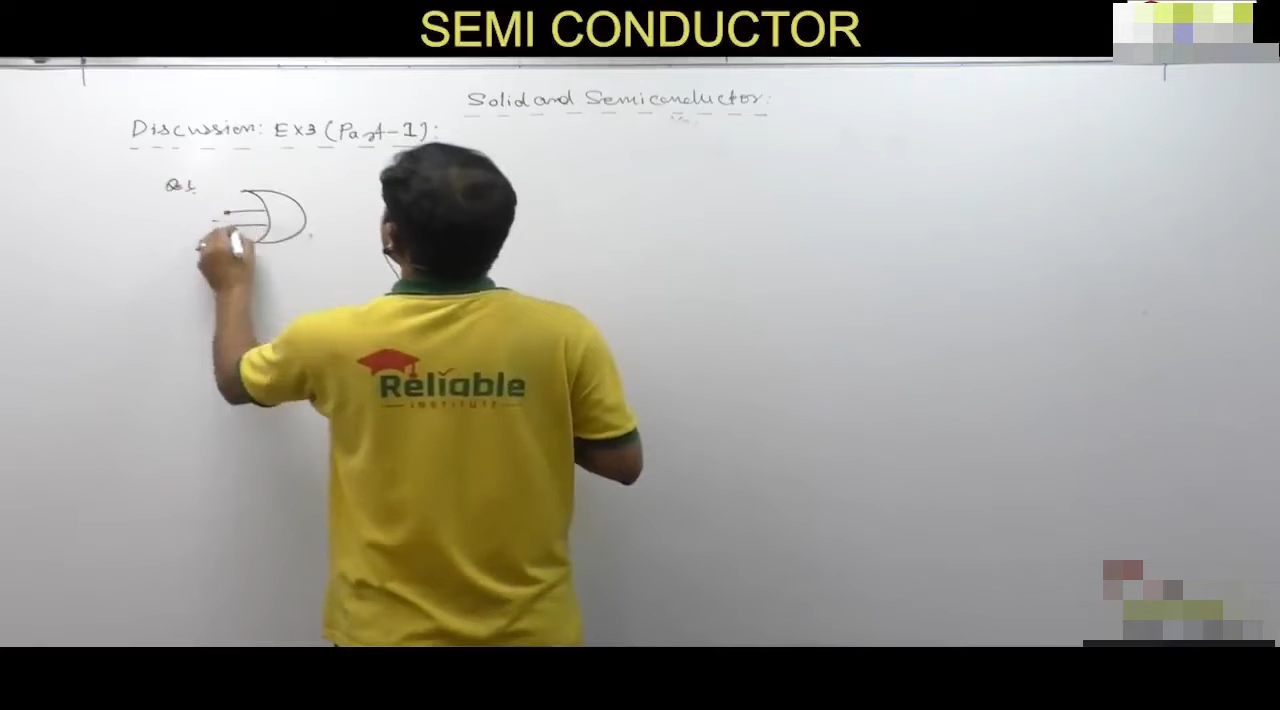 SEMI CONDUCTOR
Solid and Semiconductor:
Discussion: Ex3 (Part-1):
Q1.
Reliable
INSTITUTE